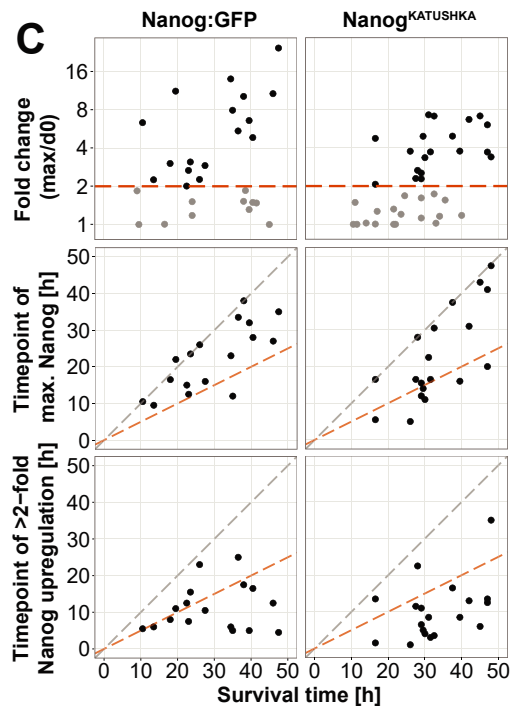 C
Nanog:GFP
Nanog^KATUSHKA
Fold change
(max/d0)
16
8
4
2
1
Timepoint of
max. Nanog [h]
50
40
30
20
10
0
Timepoint of >2−fold
Nanog upregulation [h]
50
40
30
20
10
0
0 10 20 30 40 50
0 10 20 30 40 50
Survival time [h]